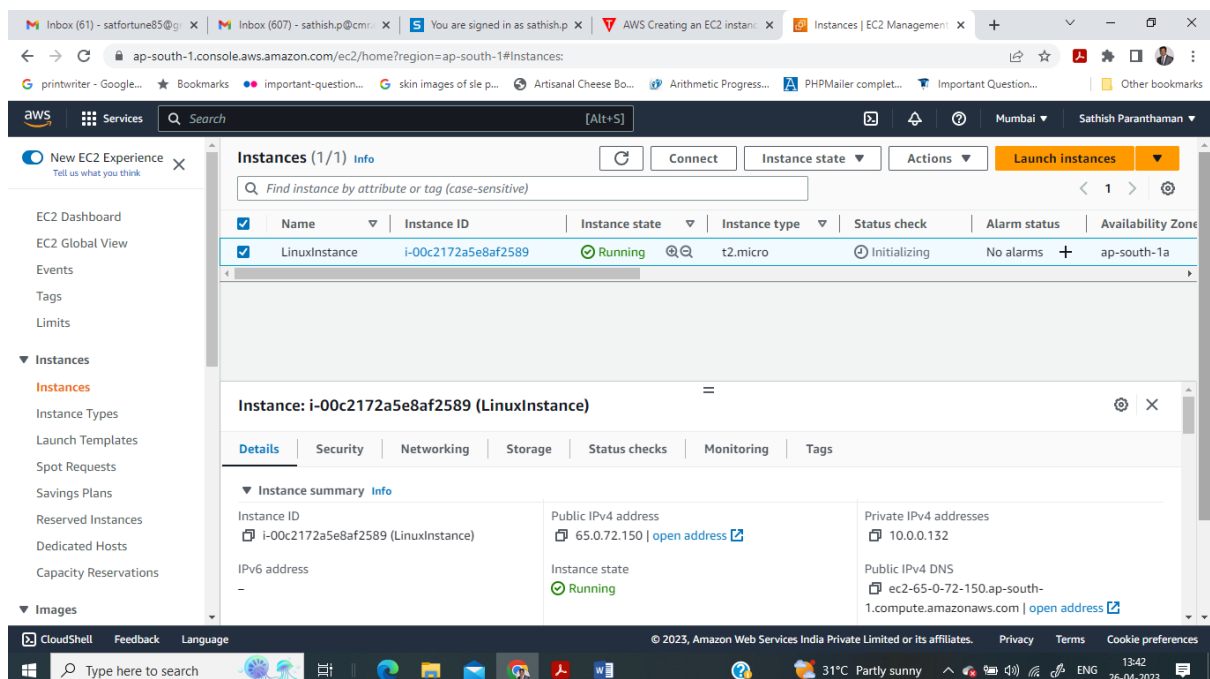 Inbox (61) - satfortune85@g
Inbox (607) - sathish.p@cmr
You are signed in as sathish.p
AWS Creating an EC2 instanc
Instances | EC2 Management
ap-south-1.console.aws.amazon.com/ec2/home?region=ap-south-1#Instances:
printwriter - Google... Bookmarks important-question... skin images of sle p... Artisanal Cheese Bo... Arithmetic Progress... PHPMailer complet... Important Question... Other bookmarks
aws Services Search [Alt+S] Mumbai ▼ Sathish Paranthaman ▼
New EC2 Experience
Tell us what you think
EC2 Dashboard
EC2 Global View
Events
Tags
Limits
▼ Instances
Instances
Instance Types
Launch Templates
Spot Requests
Savings Plans
Reserved Instances
Dedicated Hosts
Capacity Reservations
▼ Images
Instances (1/1) Info Connect Instance state ▼ Actions ▼ Launch instances ▼
Find instance by attribute or tag (case-sensitive) < 1 >
Name Instance ID Instance state Instance type Status check Alarm status Availability Zone
LinuxInstance i-00c2172a5e8af2589 Running t2.micro Initializing No alarms + ap-south-1a
Instance: i-00c2172a5e8af2589 (LinuxInstance)
Details Security Networking Storage Status checks Monitoring Tags
▼ Instance summary Info
Instance ID
i-00c2172a5e8af2589 (LinuxInstance)
Public IPv4 address
65.0.72.150 | open address
Private IPv4 addresses
10.0.0.132
IPv6 address
–
Instance state
Running
Public IPv4 DNS
ec2-65-0-72-150.ap-south-
1.compute.amazonaws.com | open address
CloudShell Feedback Language © 2023, Amazon Web Services India Private Limited or its affiliates. Privacy Terms Cookie preferences
Type here to search 31°C Partly sunny ENG 13:42
26-04-2023